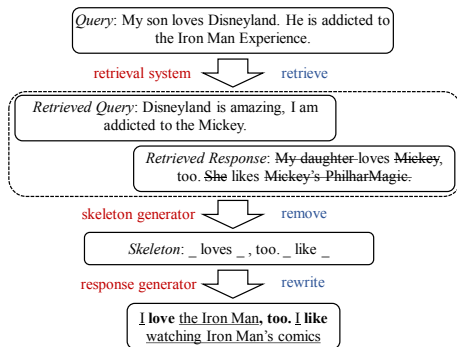 Query: My son loves Disneyland. He is addicted to
the Iron Man Experience.
retrieval system retrieve
Retrieved Query: Disneyland is amazing, I am
addicted to the Mickey.
Retrieved Response: My daughter loves Mickey,
too. She likes Mickey's PhilharMagic.
skeleton generator remove
Skeleton: _ loves _ , too. _ like _
response generator rewrite
I love the Iron Man, too. I like
watching Iron Man's comics